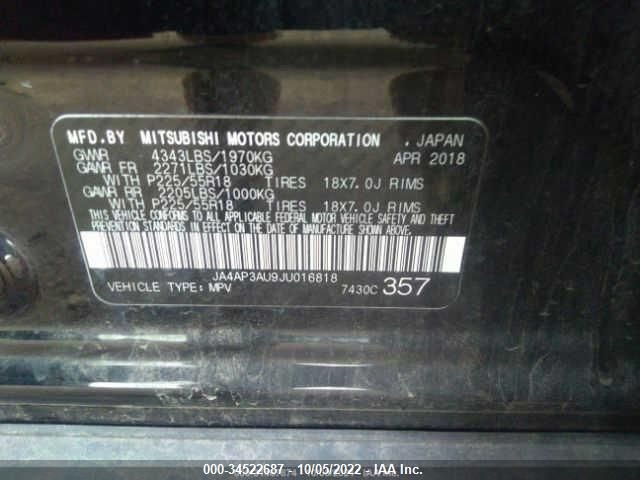 MFD.BY MITSUBISHI MOTORS CORPORATION , JAPAN
GVWR 4343LBS/1970KG APR 2018
GAWR FR 2271LBS/1030KG
WITH P225/55R18 TIRES 18X7.0J RIMS
GAWR RR 2205LBS/1000KG
WITH P225/55R18 TIRES 18X7.0J RIMS
THIS VEHICLE CONFORMS TO ALL APPLICABLE FEDERAL MOTOR VEHICLE SAFETY AND THEFT
PREVENTION STANDARDS IN EFFECT ON THE DATE OF MANUFACTURE SHOWN ABOVE.
JA4AP3AU9JU016818
VEHICLE TYPE:MPV 7430C 357
000-34522687 - 10/05/2022 - IAA Inc.